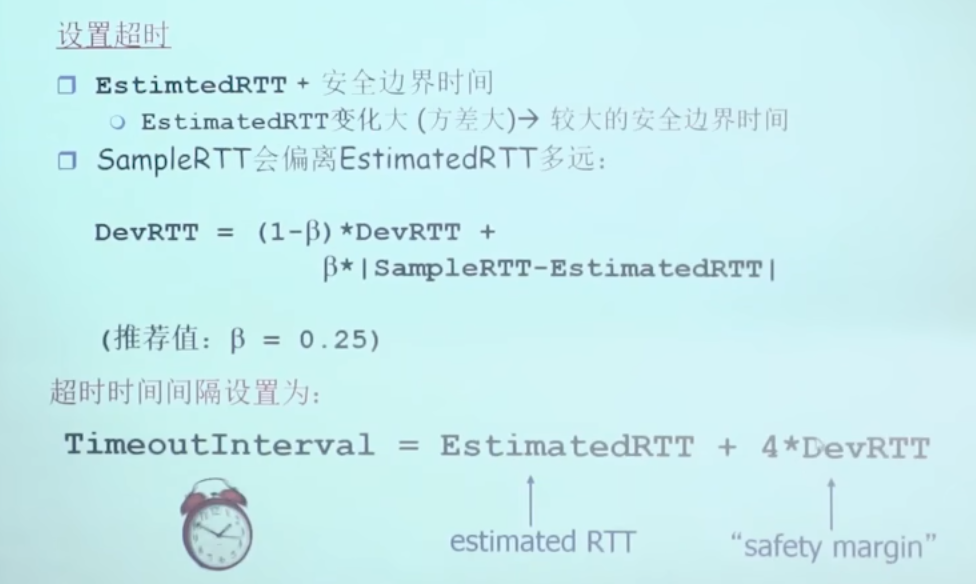 设置超时
EstimtedRTT + 安全边界时间
EstimatedRTT变化大 (方差大)→ 较大的安全边界时间
SampleRTT会偏离EstimatedRTT多远:
DevRTT = (1-β)*DevRTT +
β*|SampleRTT-EstimatedRTT|
(推荐值: β = 0.25)
超时时间间隔设置为:
TimeoutInterval = EstimatedRTT + 4*DevRTT
estimated RTT
“safety margin”